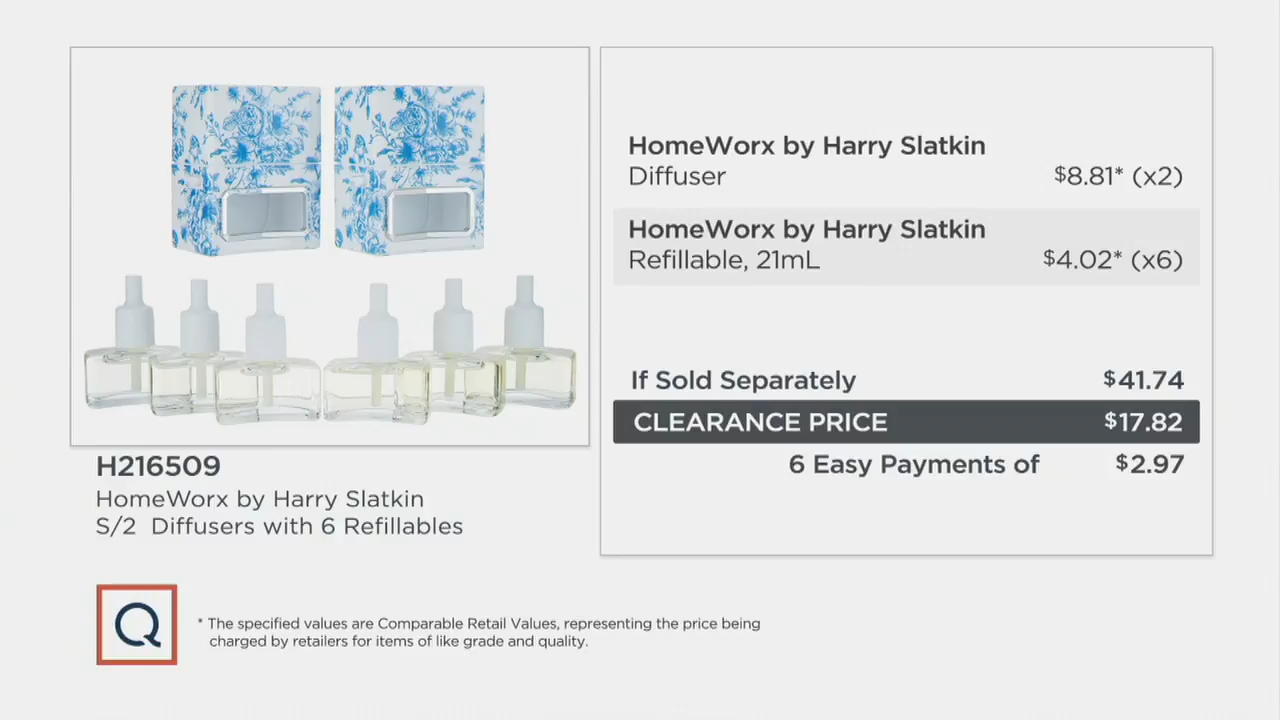 HomeWorx by Harry Slatkin
Diffuser $8.81* (x2)
HomeWorx by Harry Slatkin
Refillable, 21mL $4.02* (x6)
If Sold Separately $41.74
CLEARANCE PRICE $17.82
6 Easy Payments of $2.97
H216509
HomeWorx by Harry Slatkin
S/2 Diffusers with 6 Refillables
Q
* The specified values are Comparable Retail Values, representing the price being
charged by retailers for items of like grade and quality.